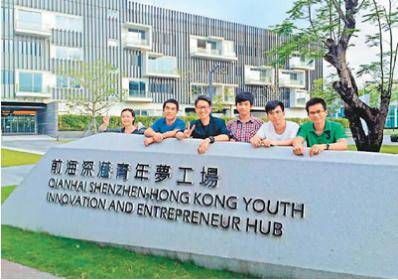 前海深港青年夢工場
QIANHAI SHENZHEN-HONG KONG YOUTH
INNOVATION AND ENTREPRENEUR HUB